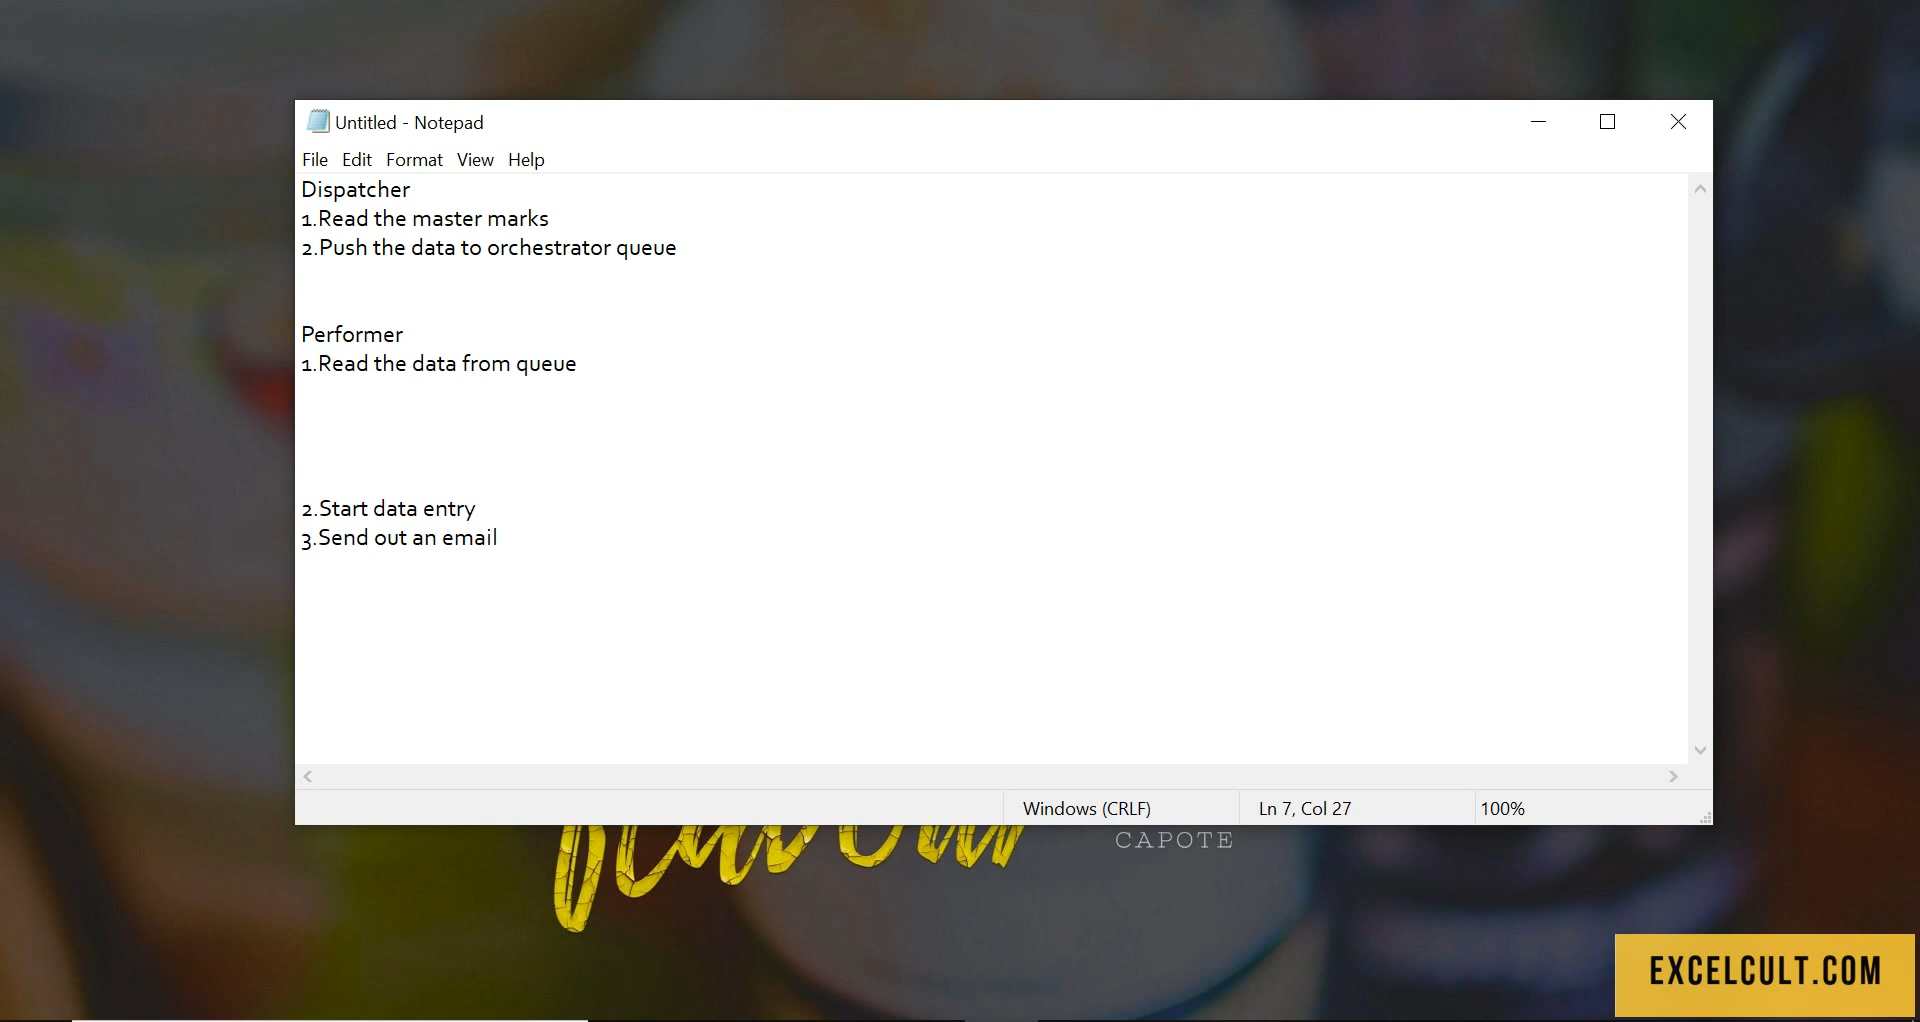 Untitled - Notepad
File Edit Format View Help
Dispatcher
1.Read the master marks
2.Push the data to orchestrator queue
Performer
1.Read the data from queue
2.Start data entry
3.Send out an email
Windows (CRLF) Ln 7, Col 27 100%
CAPOTE
EXCELCULT.COM